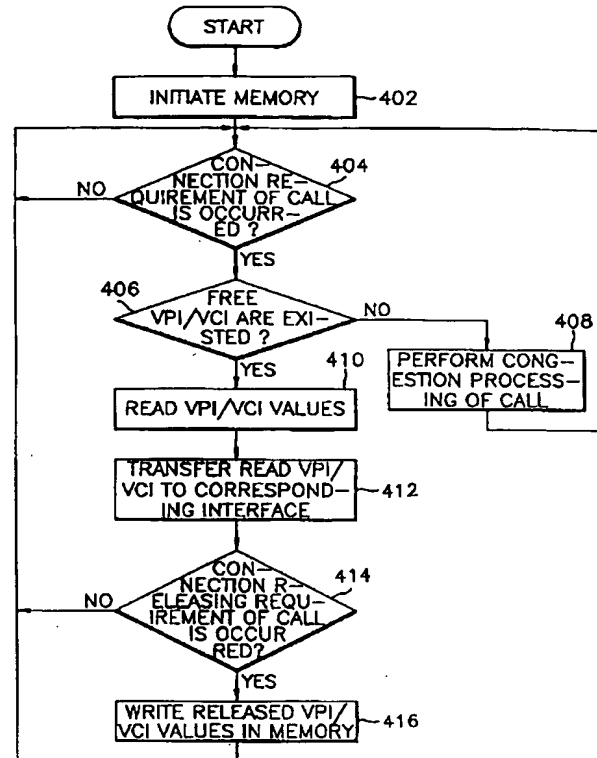 START
INITIATE MEMORY
402
CON-
NECTION RE-
QUIREMENT OF CALL
IS OCCURR-
ED ?
404
NO
YES
406
FREE
VPI/VCI ARE EXI-
STED ?
NO
YES
408
PERFORM CONG-
ESTION PROCESS-
ING OF CALL
410
READ VPI/VCI VALUES
TRANSFER READ VPI/
VCI TO CORRESPOND-
ING INTERFACE
412
CON-
NECTION R-
ELEASING REQU-
IREMENT OF CALL
IS OCCUR
RED?
414
NO
YES
WRITE RELEASED VPI/
VCI VALUES IN MEMORY
416